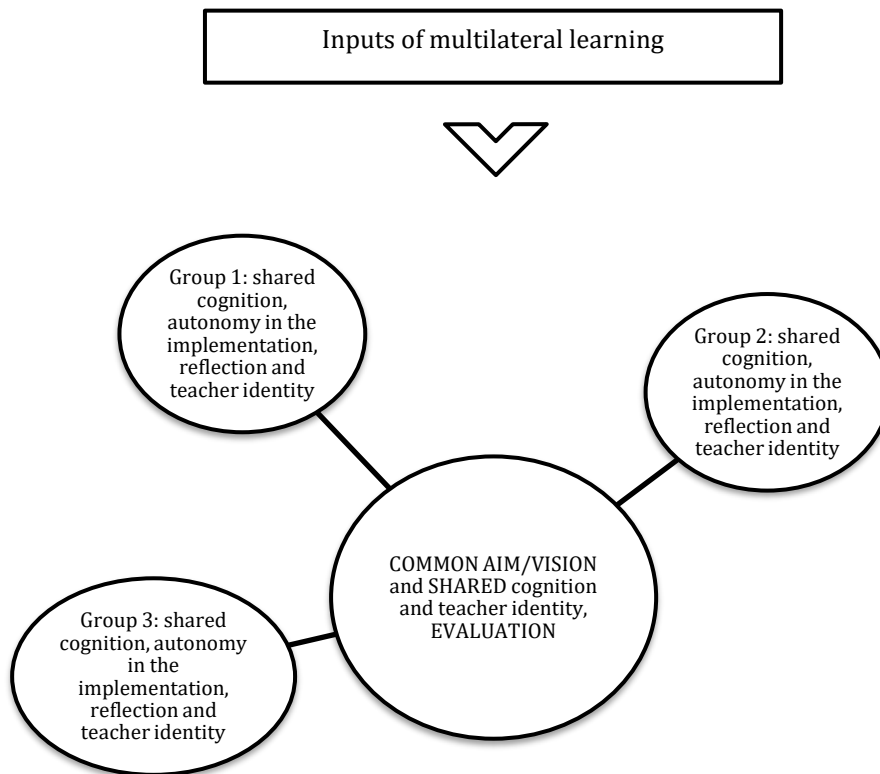 Inputs of multilateral learning
Group 1: shared
cognition,
autonomy in the
implementation,
reflection and
teacher identity
Group 2: shared
cognition,
autonomy in the
implementation,
reflection and
teacher identity
COMMON AIM/VISION
and SHARED cognition
and teacher identity,
EVALUATION
Group 3: shared
cognition, autonomy
in the
implementation,
reflection and
teacher identity